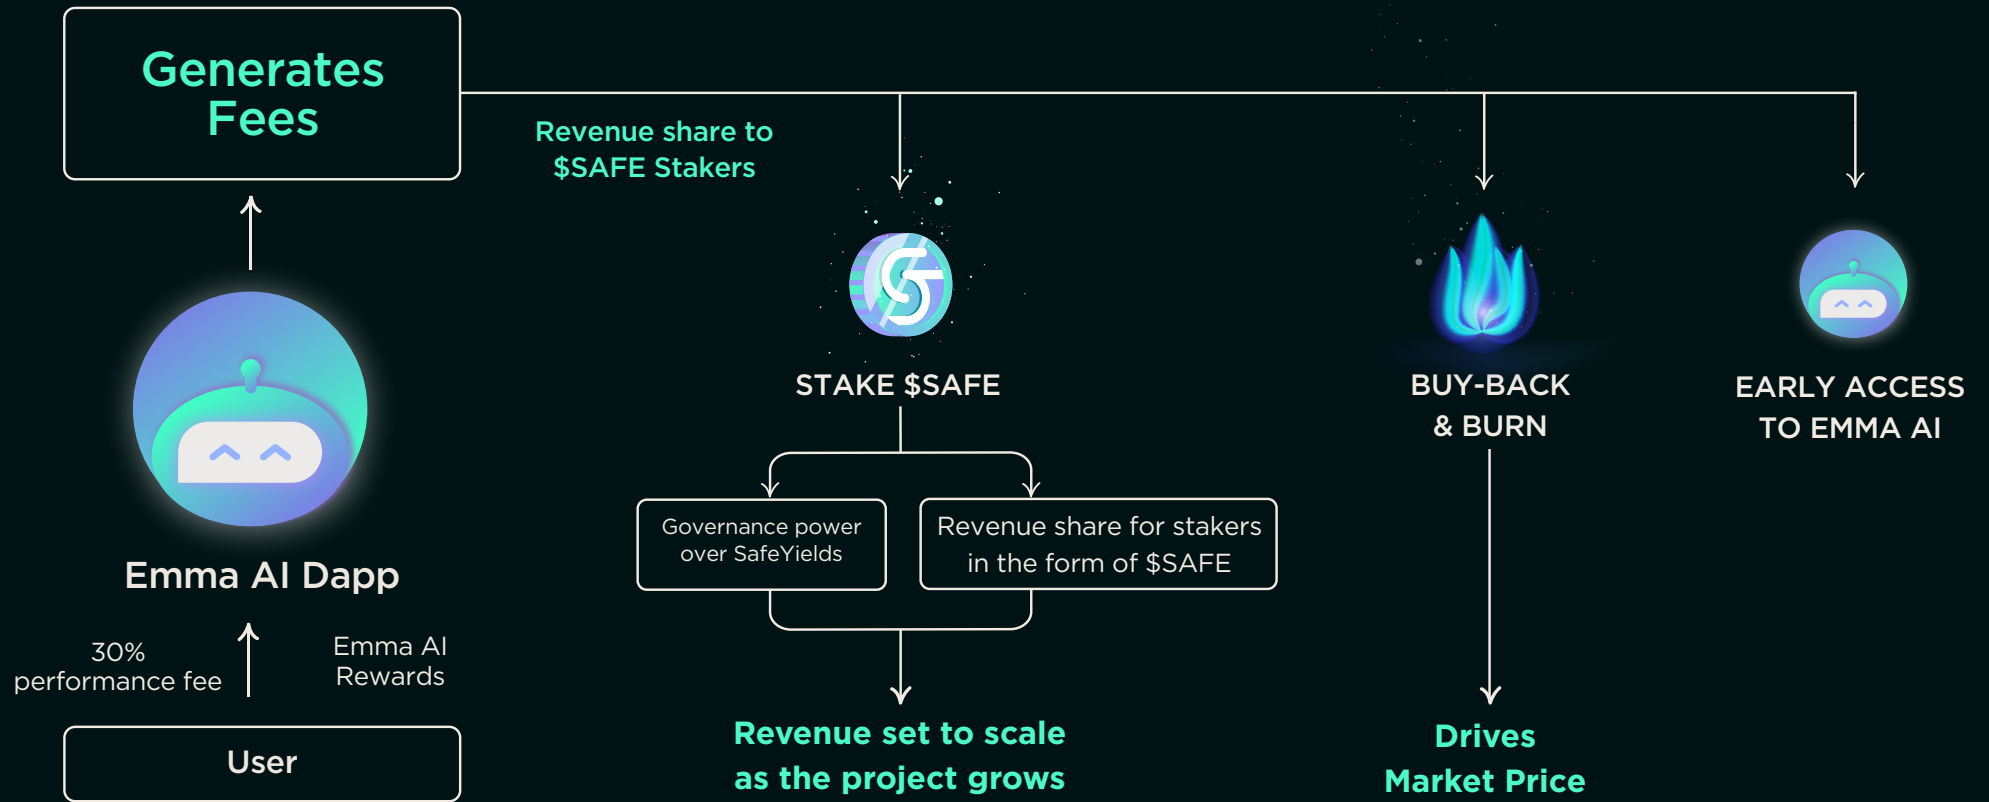 Generates
Fees
Revenue share to
$SAFE Stakers
STAKE $SAFE
BUY-BACK
& BURN
EARLY ACCESS
TO EMMA AI
Governance power
over SafeYields
Revenue share for stakers
in the form of $SAFE
Emma AI Dapp
30%
performance fee
Emma AI
Rewards
User
Revenue set to scale
as the project grows
Drives
Market Price